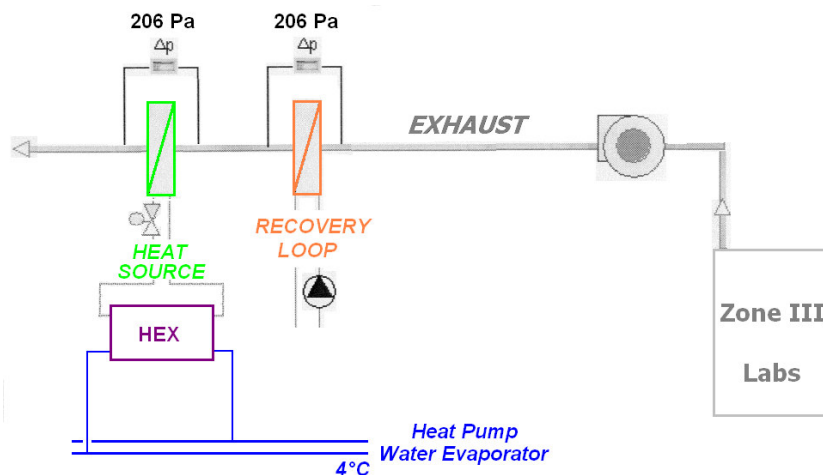 206 Pa
206 Pa
Δp
Δp
EXHAUST
RECOVERY
LOOP
HEAT
SOURCE
HEX
Zone III
Labs
Heat Pump
Water Evaporator
4°C